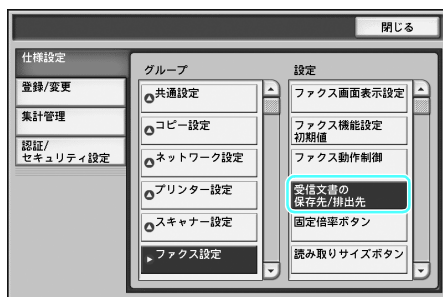 閉じる
仕様設定
登録/変更
集計管理
認証/
セキュリティ設定
グループ
共通設定
コピー設定
ネットワーク設定
プリンター設定
スキャナー設定
ファクス設定
設定
ファクス画面表示設定
ファクス機能設定
初期値
ファクス動作制御
受信文書の
保存先/排出先
固定倍率ボタン
読み取りサイズボタン